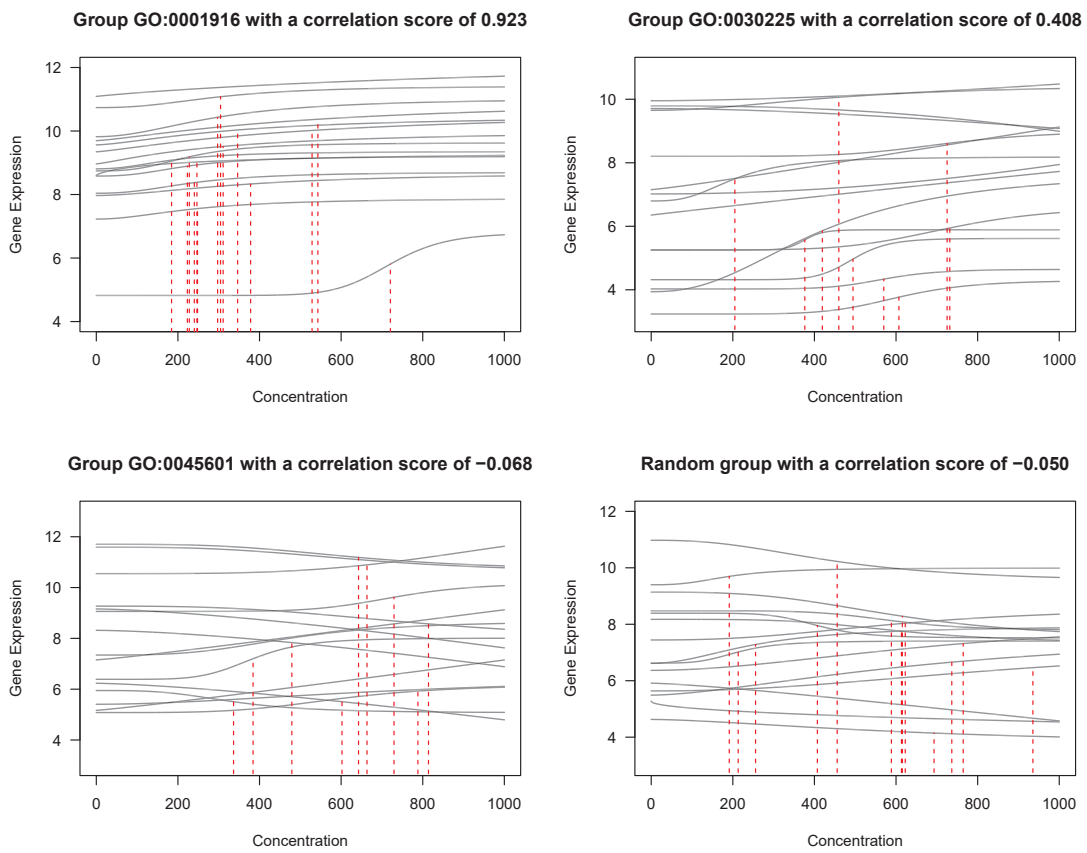 Group GO:0001916 with a correlation score of 0.923
Gene Expression
12
10
8
6
4
0 200 400 600 800 1000
Concentration
Group GO:0030225 with a correlation score of 0.408
Gene Expression
10
8
6
4
0 200 400 600 800 1000
Concentration
Group GO:0045601 with a correlation score of −0.068
Gene Expression
12
10
8
6
4
0 200 400 600 800 1000
Concentration
Random group with a correlation score of −0.050
Gene Expression
12
10
8
6
4
0 200 400 600 800 1000
Concentration